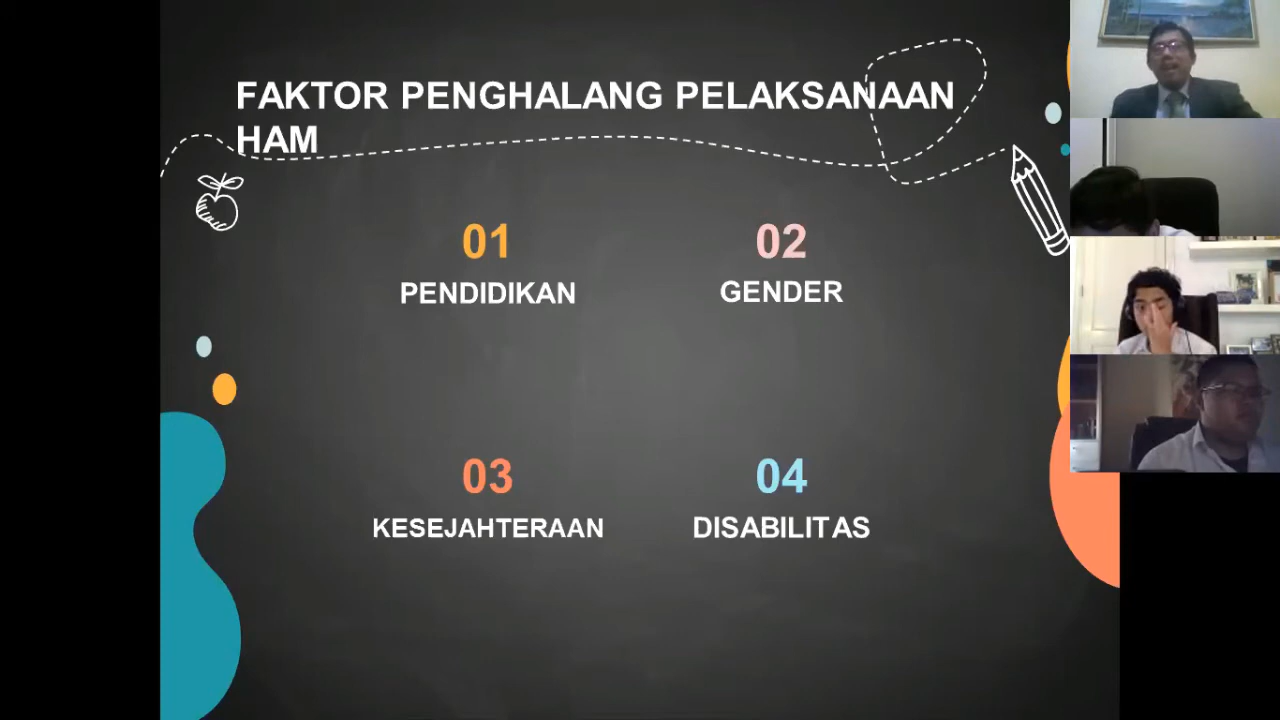 FAKTOR PENGHALANG PELAKSANAAN
HAM
01
PENDIDIKAN
02
GENDER
03
KESEJAHTERAAN
04
DISABILITAS